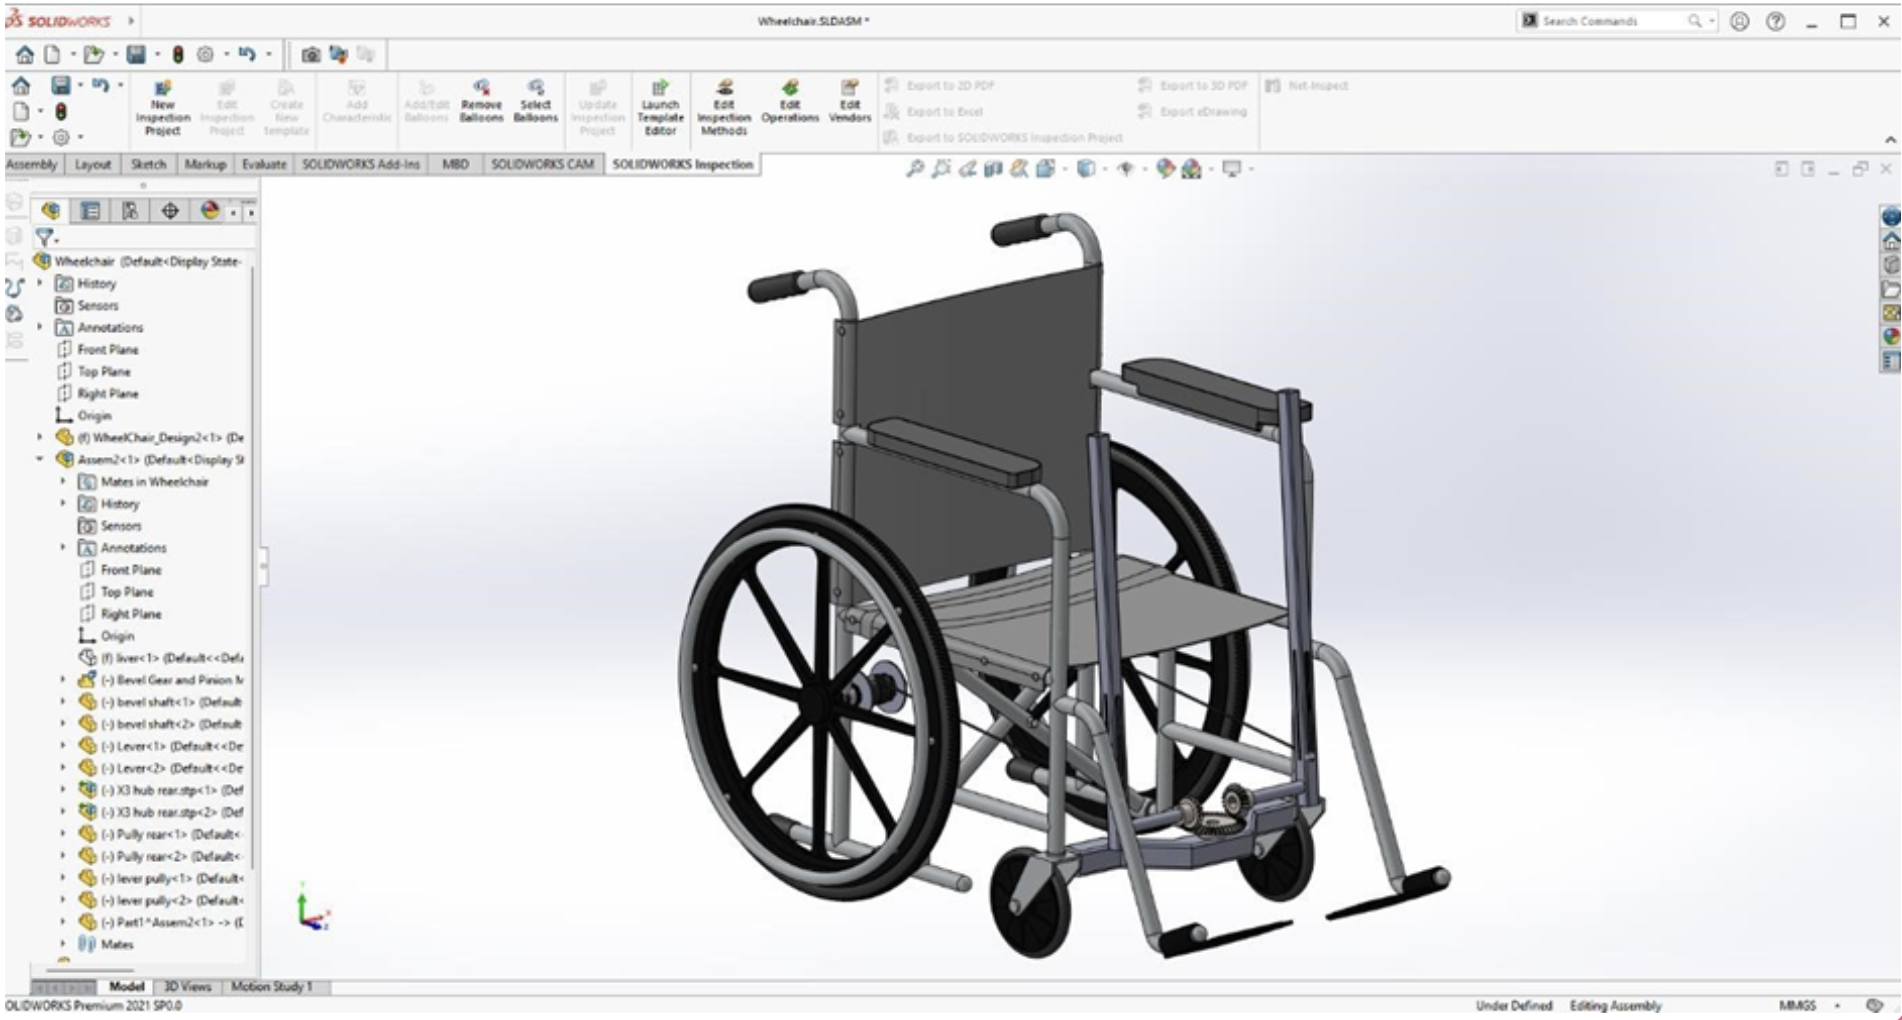 SOLIDWORKS
Wheelchair.SLDASM *
Search Commands
New Inspection Project
Edit Inspection Project
Create New template
Add Characteristic
Add/Edit Balloons
Remove Balloons
Select Balloons
Update Inspection Project
Launch Template Editor
Edit Inspection Methods
Edit Operations
Edit Vendors
Export to 2D PDF
Export to Excel
Export to SOLIDWORKS Inspection Project
Export to 3D PDF
Export eDrawing
Net-Inspect
Assembly Layout Sketch Markup Evaluate SOLIDWORKS Add-Ins MBD SOLIDWORKS CAM SOLIDWORKS Inspection
Wheelchair (Default<Display State-
History
Sensors
Annotations
Front Plane
Top Plane
Right Plane
Origin
(f) WheelChair_Design2<1> (De
Assem2<1> (Default<Display St
Mates in Wheelchair
History
Sensors
Annotations
Front Plane
Top Plane
Right Plane
Origin
(f) liver<1> (Default<<Defa
(-) Bevel Gear and Pinion M
(-) bevel shaft<1> (Default
(-) bevel shaft<2> (Default
(-) Lever<1> (Default<<De
(-) Lever<2> (Default<<De
(-) X3 hub rear.stp<1> (Def
(-) X3 hub rear.stp<2> (Def
(-) Pully rear<1> (Default<
(-) Pully rear<2> (Default<
(-) lever pully<1> (Default<
(-) lever pully<2> (Default<
(-) Part1^Assem2<1> -> (D
Mates
Model 3D Views Motion Study 1
OLIDWORKS Premium 2021 SP0.0
Under Defined Editing Assembly MMGS